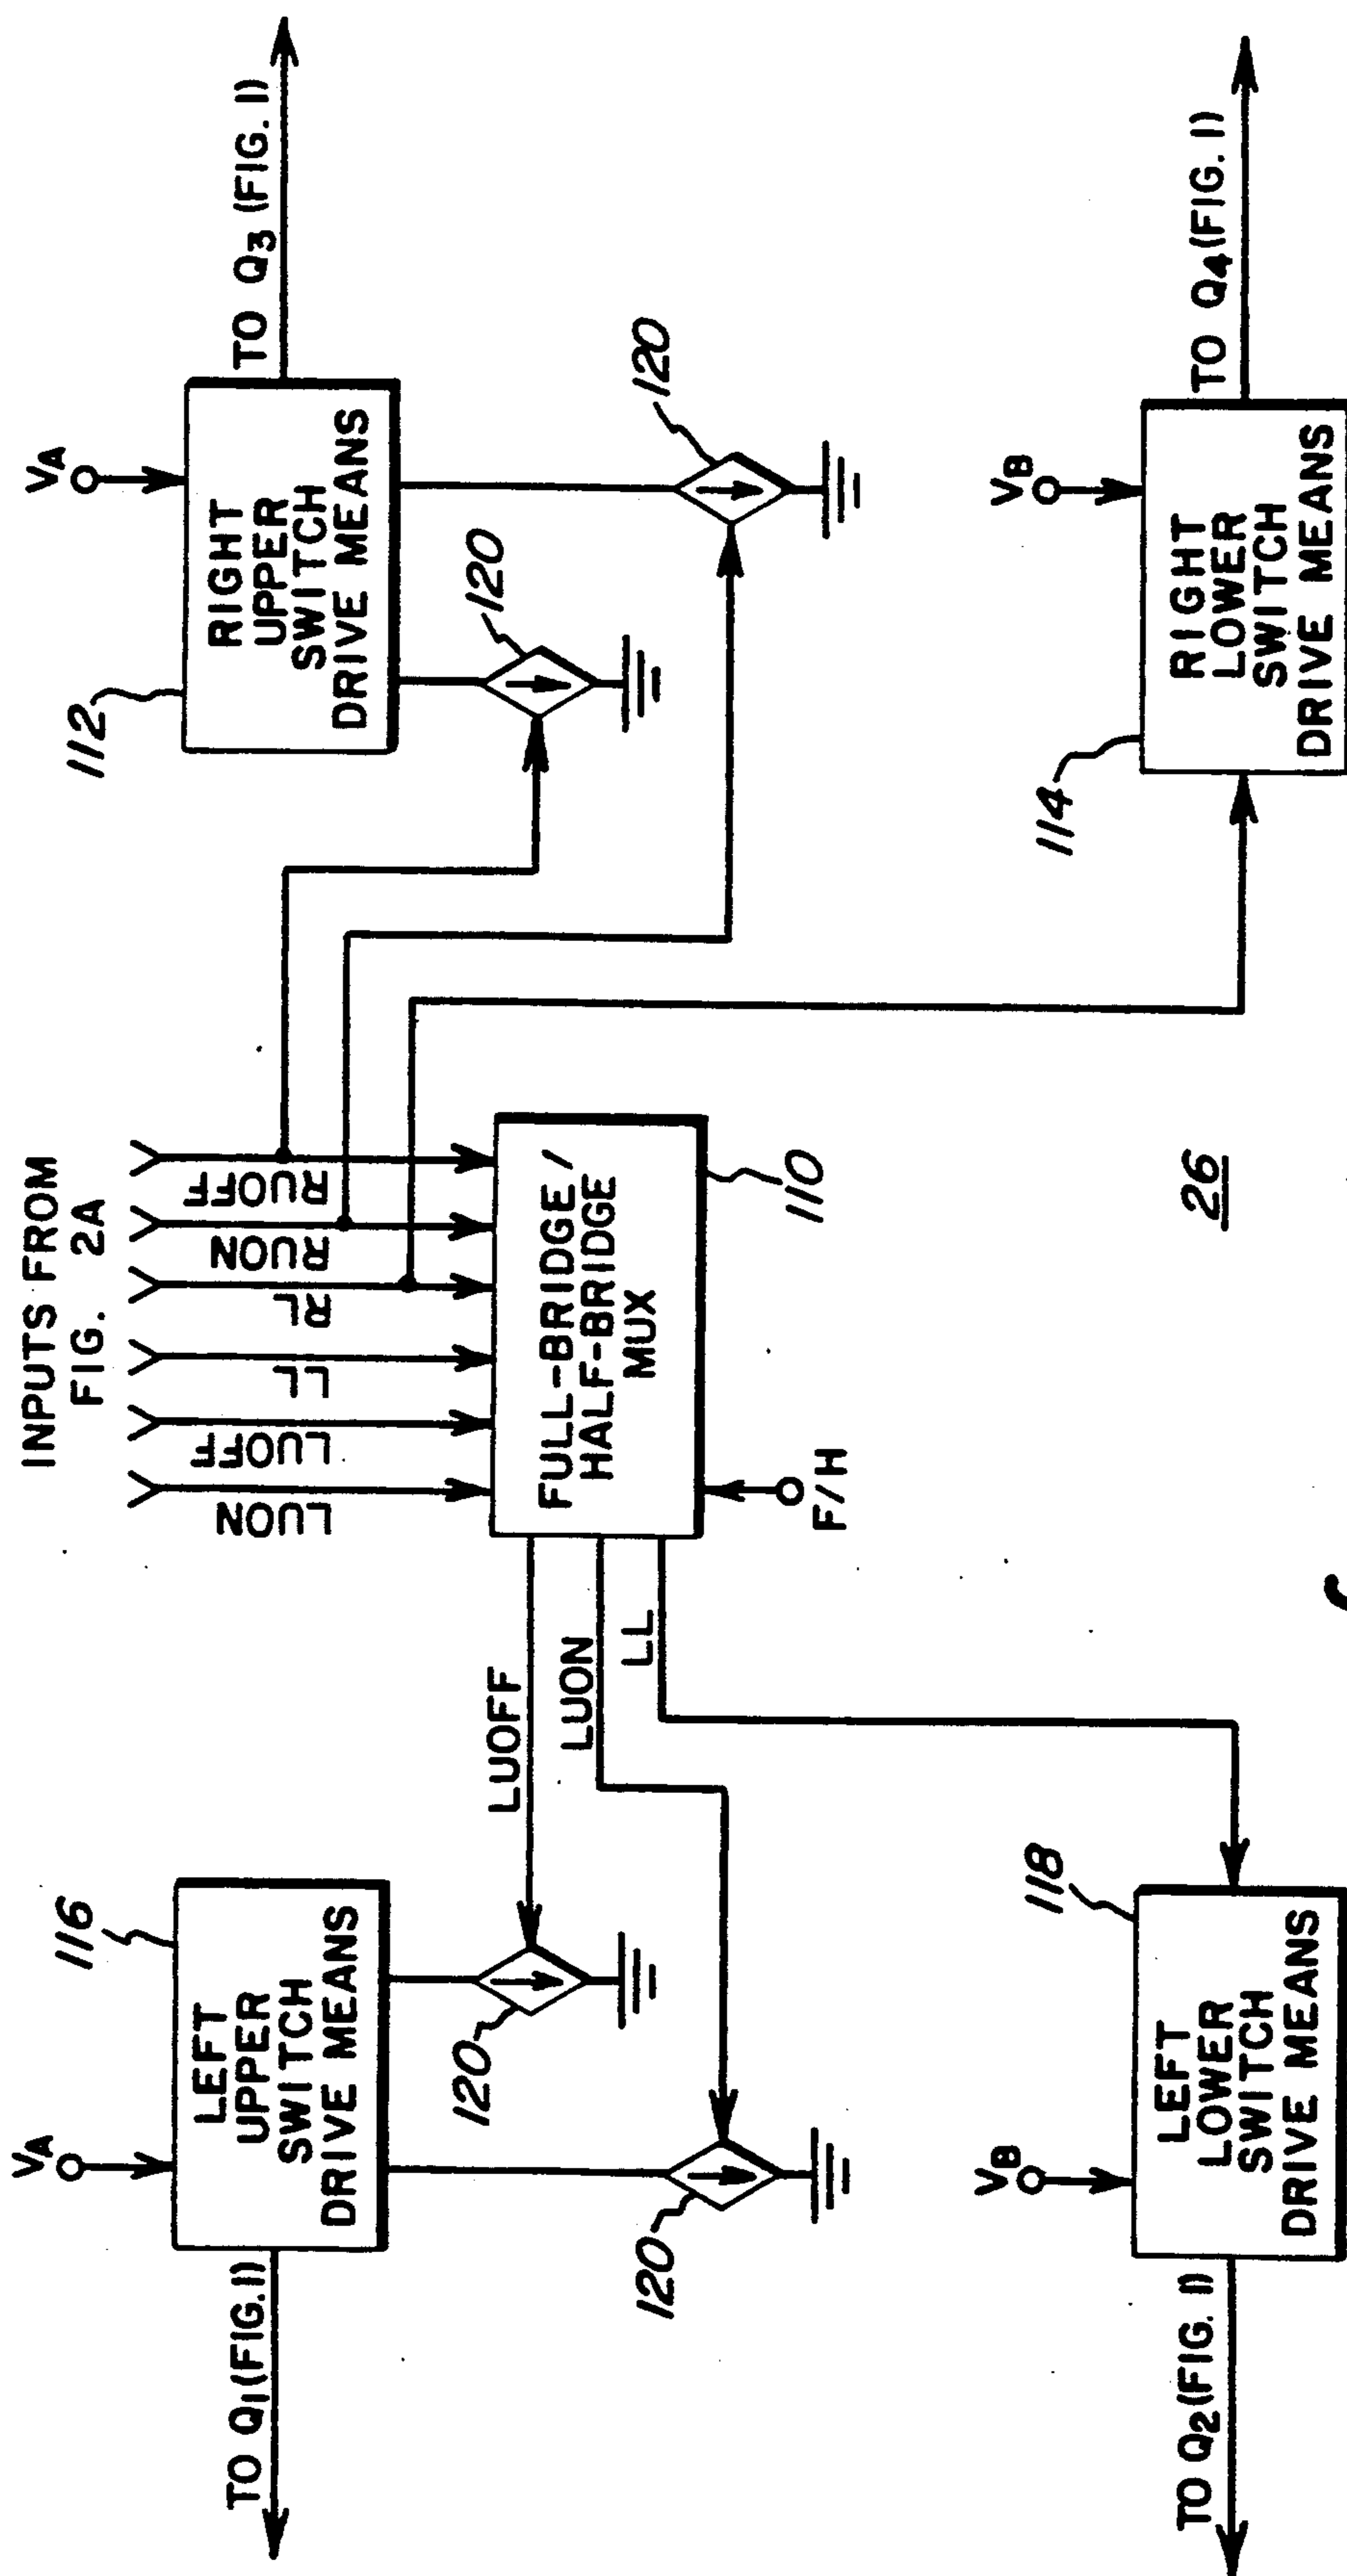 INPUTS FROM
FIG. 2A
LUON
LUOFF
LL
RL
RUON
RUOFF
VA
116
LEFT
UPPER
SWITCH
DRIVE MEANS
TO Q1 (FIG. 1)
120
120
LUOFF
LUON
LL
FULL-BRIDGE/
HALF-BRIDGE
MUX
F/H
110
VA
112
RIGHT
UPPER
SWITCH
DRIVE MEANS
TO Q3 (FIG. 1)
120
120
VB
118
LEFT
LOWER
SWITCH
DRIVE MEANS
TO Q2 (FIG. 1)
26
VB
114
RIGHT
LOWER
SWITCH
DRIVE MEANS
TO Q4 (FIG. 1)